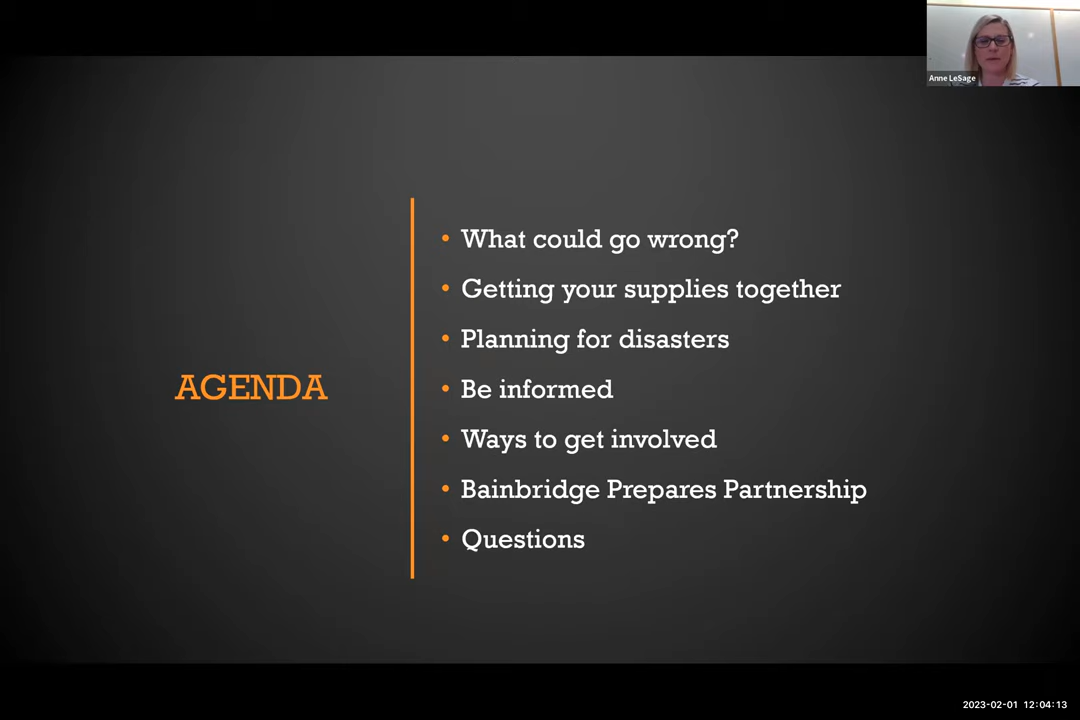 Anne LeSage
AGENDA
• What could go wrong?
• Getting your supplies together
• Planning for disasters
• Be informed
• Ways to get involved
• Bainbridge Prepares Partnership
• Questions
2023-02-01 12:04:13